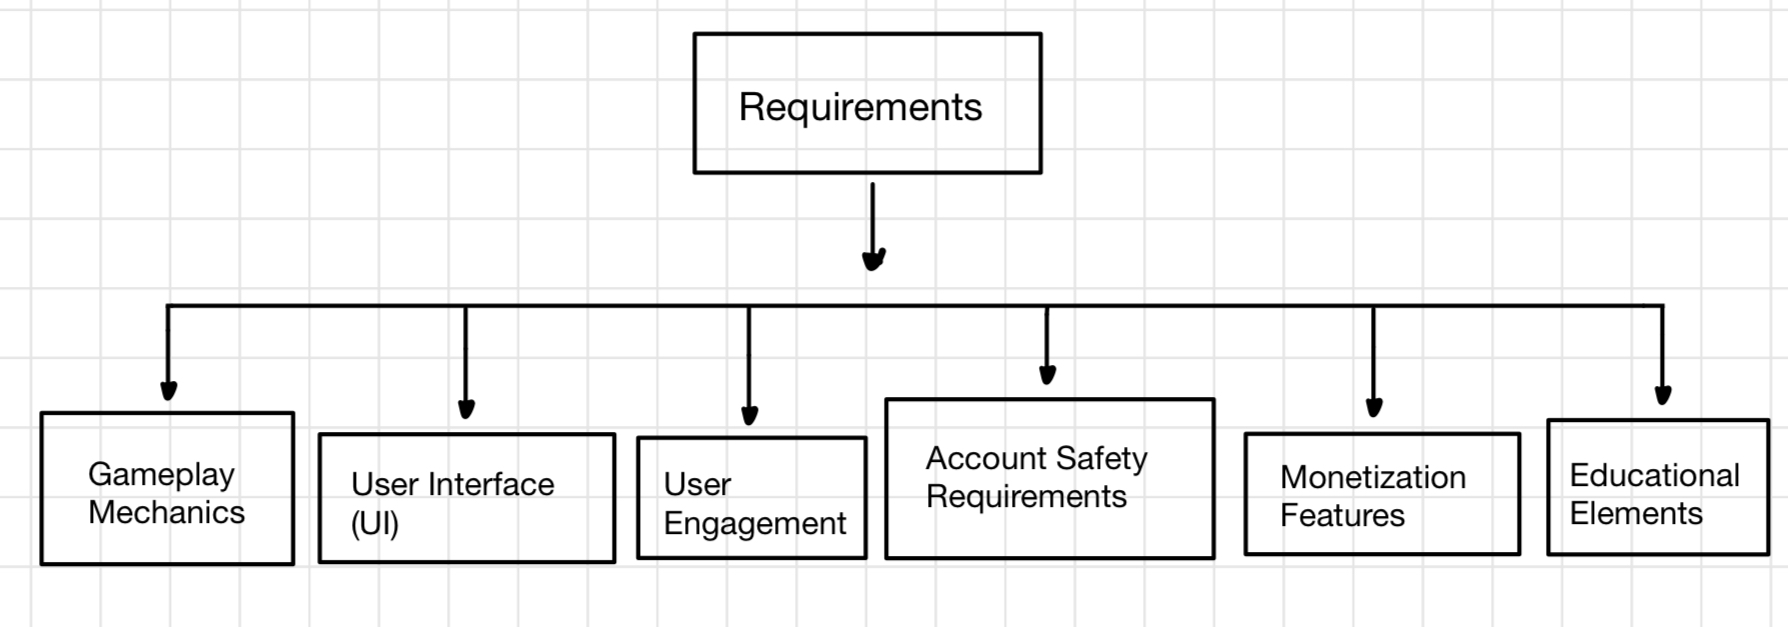 Requirements
Gameplay
Mechanics
User Interface
(UI)
User
Engagement
Account Safety
Requirements
Monetization
Features
Educational
Elements